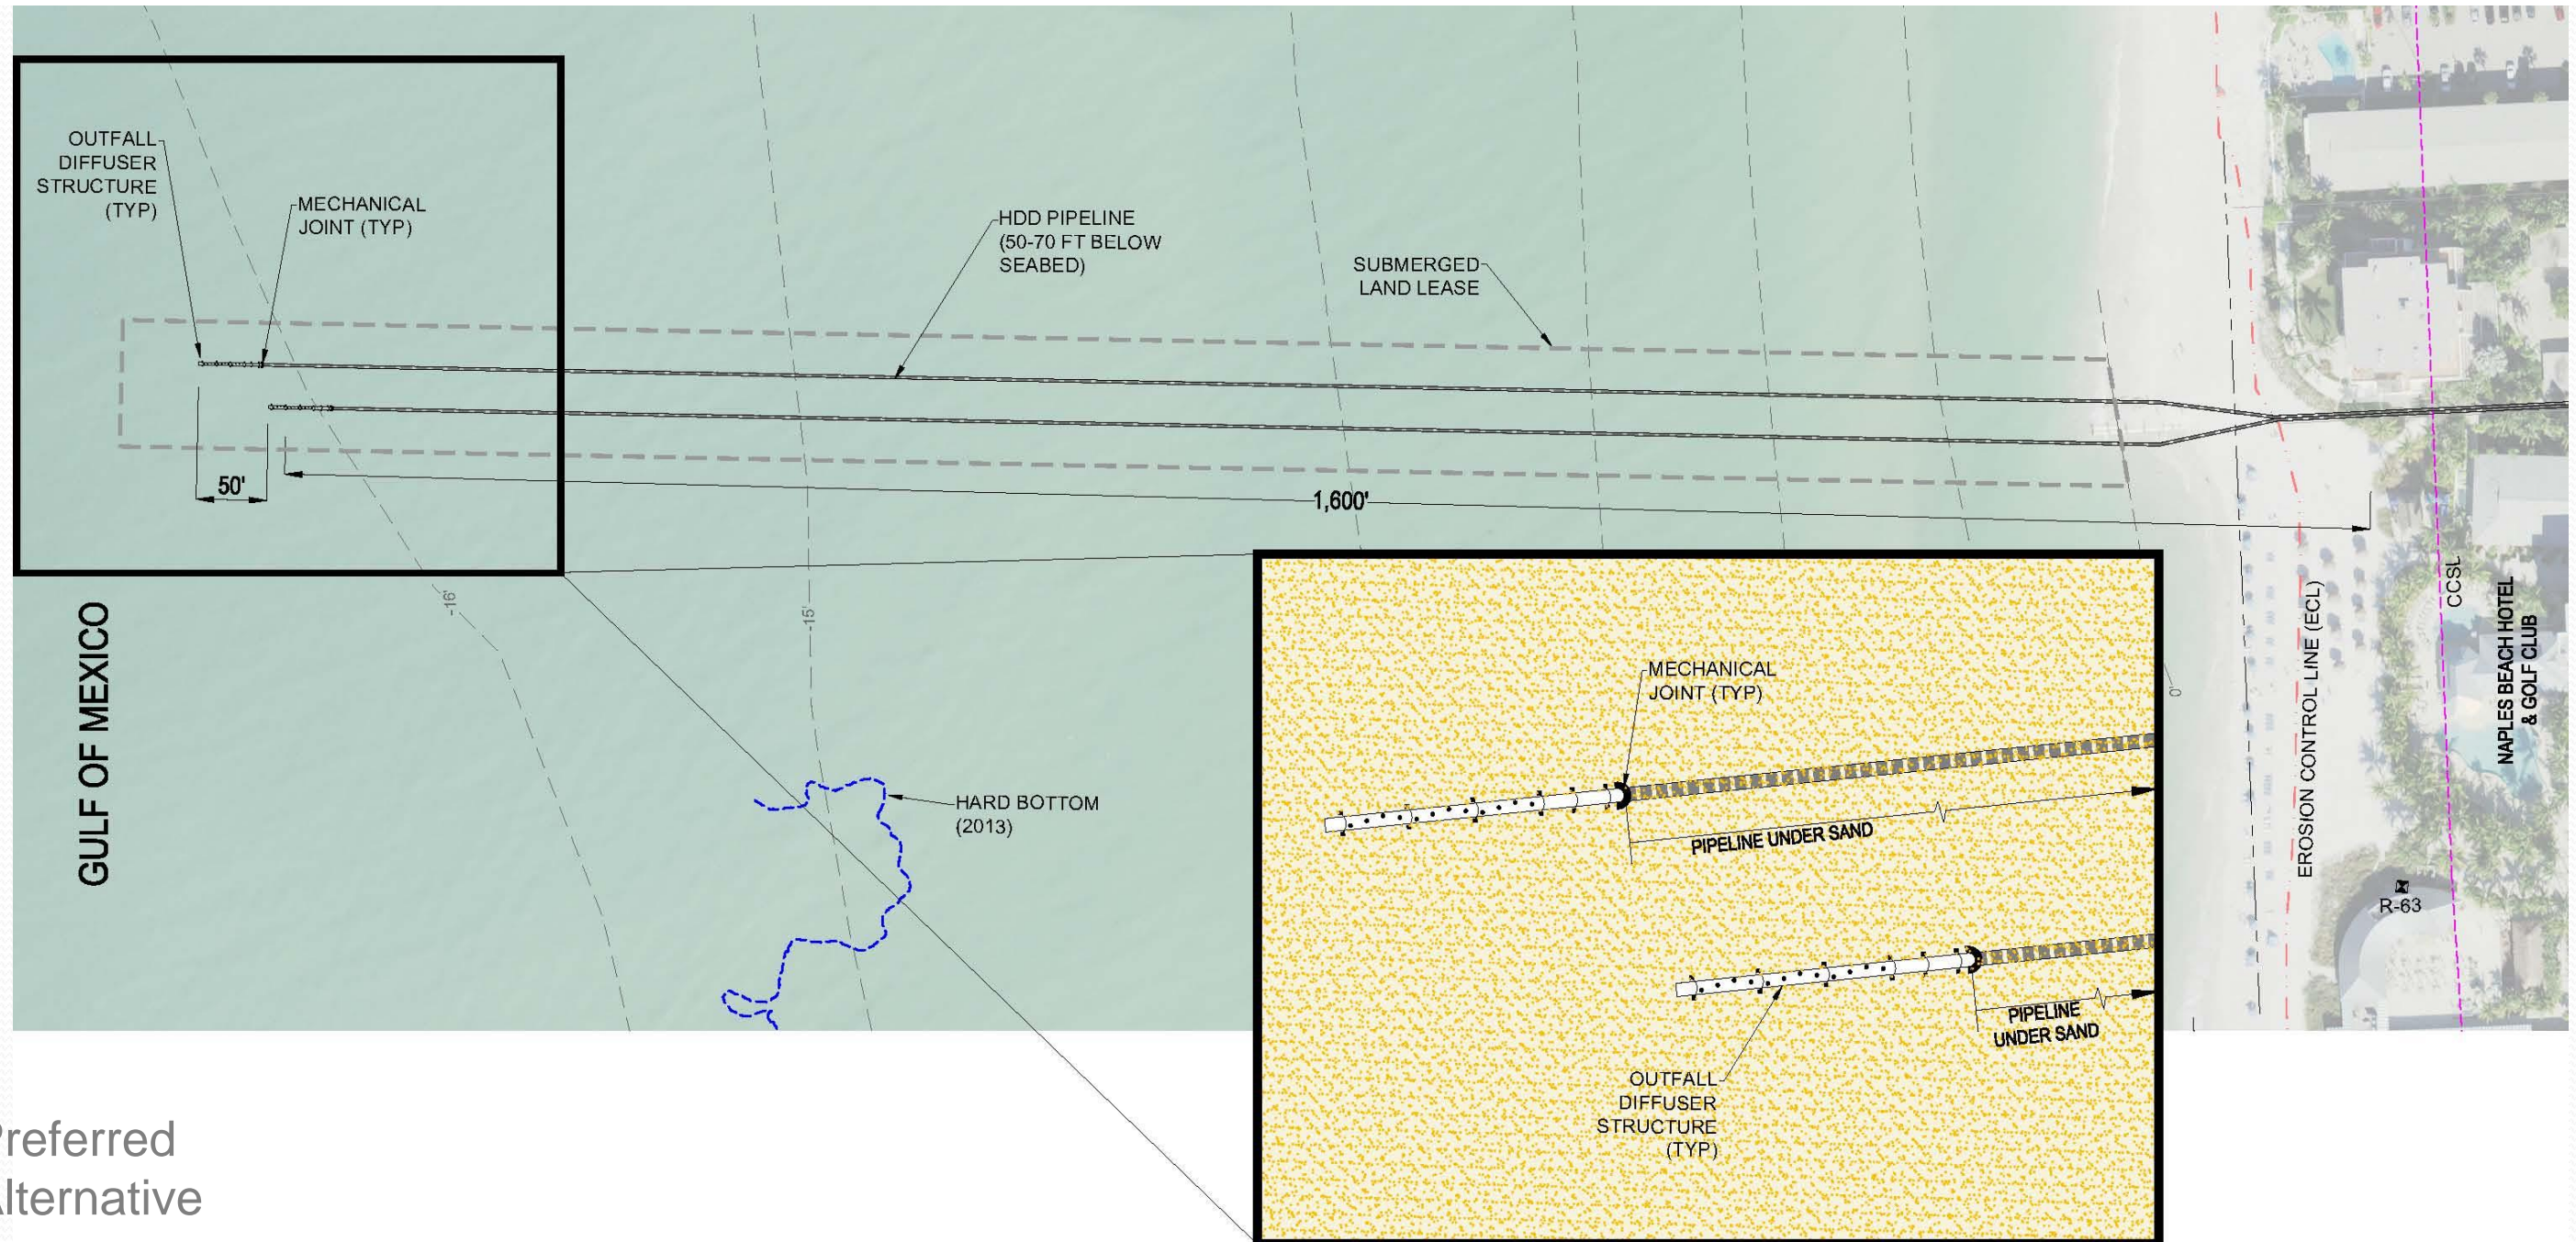 OUTFALL
DIFFUSER
STRUCTURE
(TYP)
MECHANICAL
JOINT (TYP)
HDD PIPELINE
(50-70 FT BELOW
SEABED)
SUBMERGED
LAND LEASE
50'
1,600'
GULF OF MEXICO
-16'
-15'
HARD BOTTOM
(2013)
MECHANICAL
JOINT (TYP)
PIPELINE UNDER SAND
PIPELINE
UNDER SAND
OUTFALL
DIFFUSER
STRUCTURE
(TYP)
0'
EROSION CONTROL LINE (ECL)
CCSL
NAPLES BEACH HOTEL
& GOLF CLUB
R-63
referred
lternative